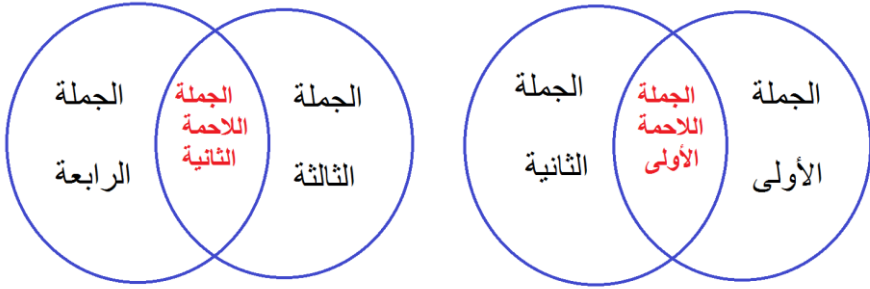 الجملة
الأولى
الجملة
اللاحمة
الأولى
الجملة
الثانية
الجملة
الثالثة
الجملة
اللاحمة
الثانية
الجملة
الرابعة